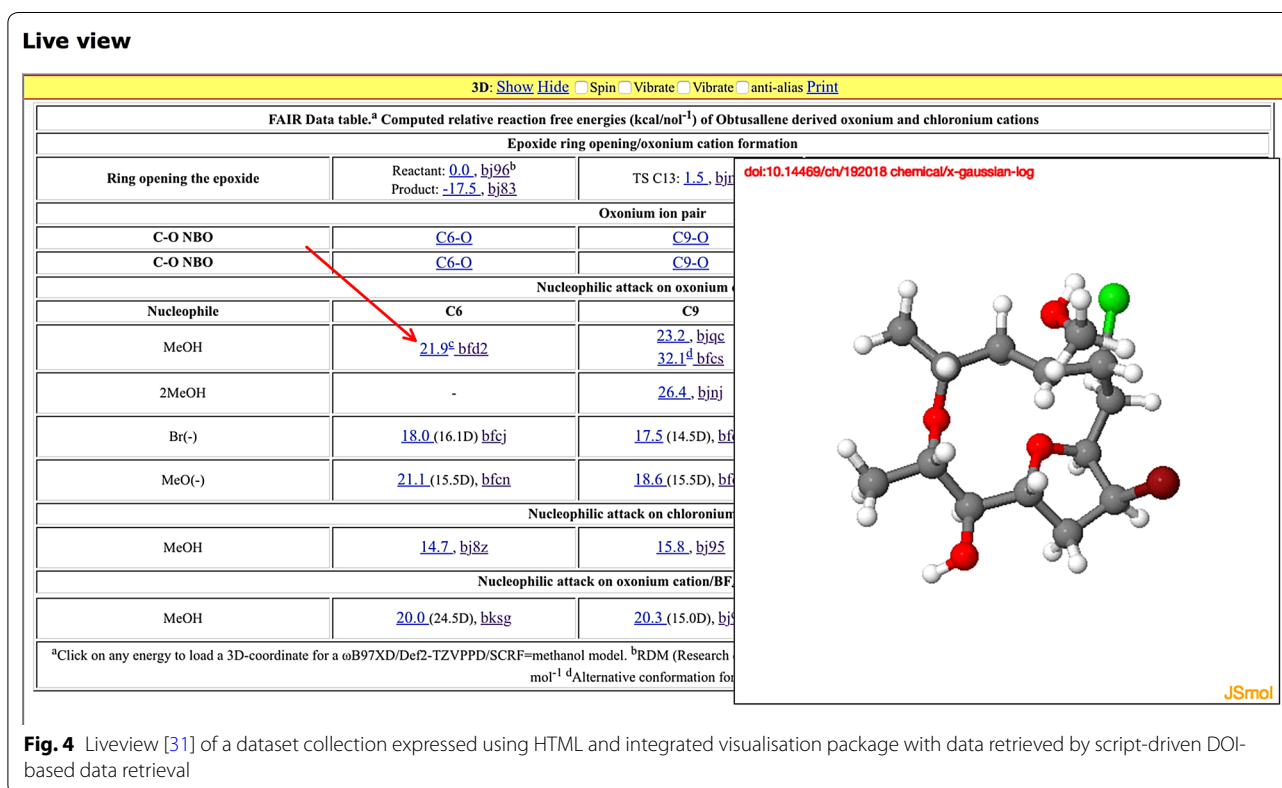 Live view
3D: Show Hide Spin Vibrate Vibrate anti-alias Print
FAIR Data table.ᵃ Computed relative reaction free energies (kcal/nol⁻¹) of Obtusallene derived oxonium and chloronium cations
Epoxide ring opening/oxonium cation formation
Ring opening the epoxide
Reactant: 0.0 , bj96ᵇ
Product: -17.5 , bj83
TS C13: 1.5 ,
doi:10.14469/ch/192018 chemical/x-gaussian-log
Oxonium ion pair
C-O NBO C6-O C9-O
C-O NBO C6-O C9-O
Nucleophilic attack on oxonium
Nucleophile C6 C9
MeOH 21.9ᶜ bfd2
23.2 , bjqc
32.1ᵈ bfcs
2MeOH - 26.4 , bjnj
Br(-) 18.0 (16.1D) bfcj 17.5 (14.5D),
MeO(-) 21.1 (15.5D), bfcn 18.6 (15.5D),
Nucleophilic attack on chloronium
MeOH 14.7 , bj8z 15.8 , bj95
Nucleophilic attack on oxonium cation/
MeOH 20.0 (24.5D), bksg 20.3 (15.0D),
ᵃClick on any energy to load a 3D-coordinate for a ωB97XD/Def2-TZVPPD/SCRF=methanol model. ᵇRDM (Research
mol⁻¹ ᵈAlternative conformation for
JSmol
Fig. 4 Liveview [31] of a dataset collection expressed using HTML and integrated visualisation package with data retrieved by script-driven DOI-
based data retrieval